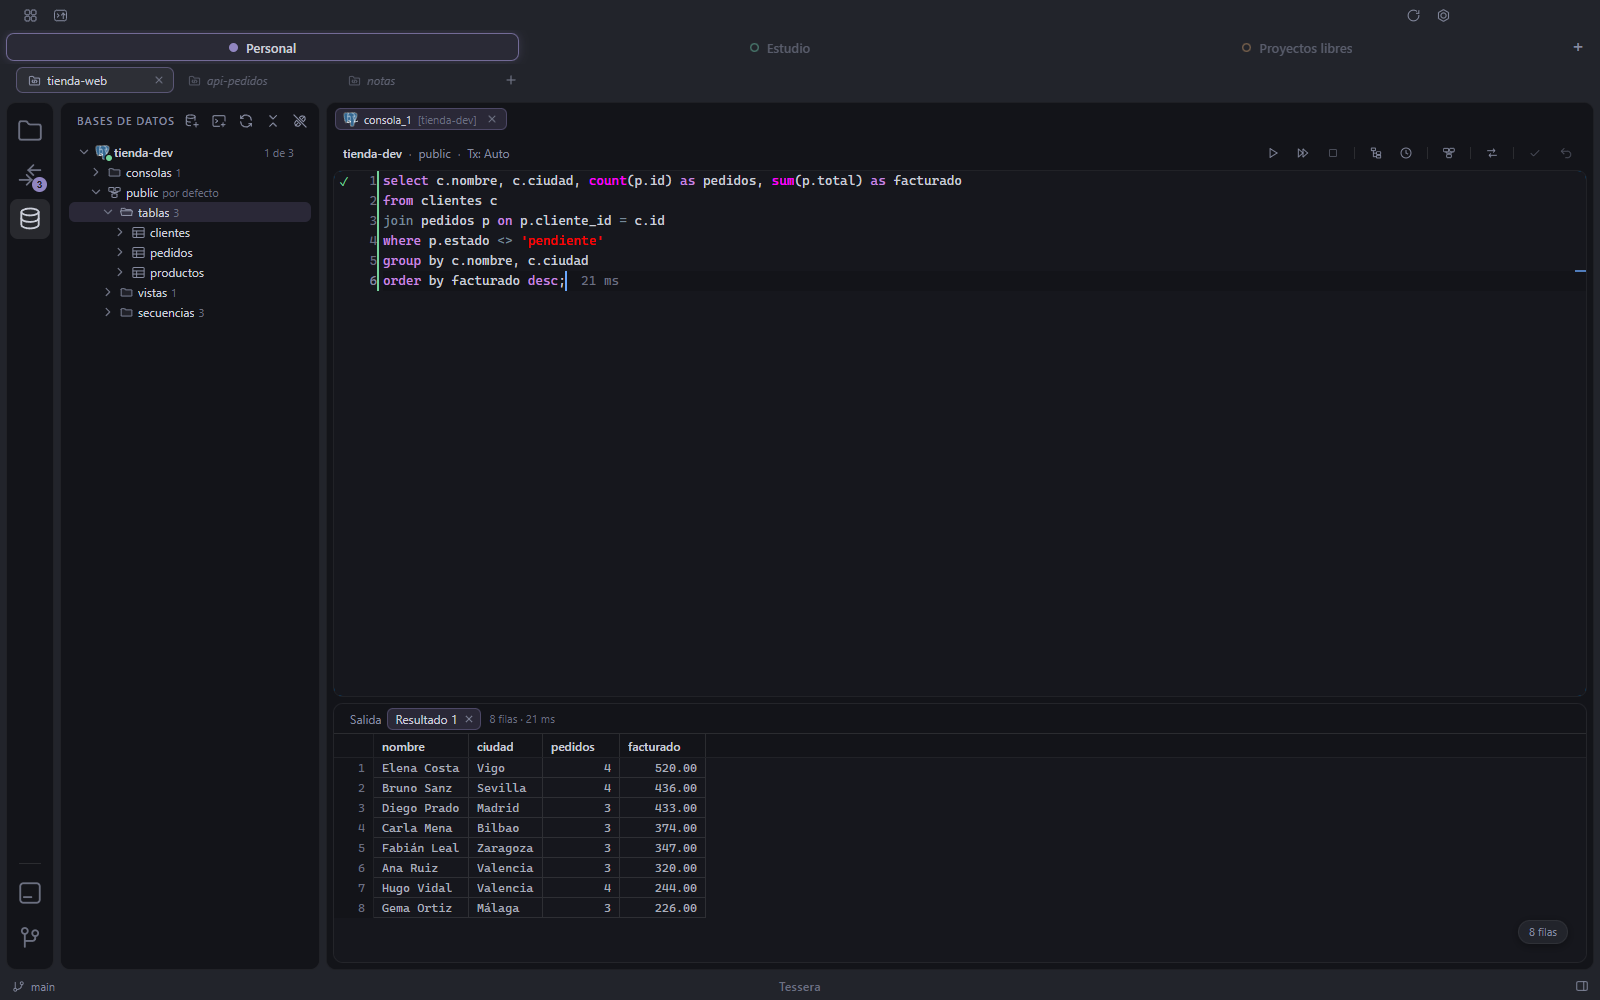 Personal
Estudio
Proyectos libres
tienda-web
api-pedidos
notas
3
BASES DE DATOS
tienda-dev 1 de 3
consolas 1
public por defecto
tablas 3
clientes
pedidos
productos
vistas 1
secuencias 3
consola_1 [tienda-dev]
tienda-dev · public · Tx: Auto
1 select c.nombre, c.ciudad, count(p.id) as pedidos, sum(p.total) as facturado
2 from clientes c
3 join pedidos p on p.cliente_id = c.id
4 where p.estado <> 'pendiente'
5 group by c.nombre, c.ciudad
6 order by facturado desc; 21 ms
Salida Resultado 1 8 filas · 21 ms
nombre ciudad pedidos facturado
1 Elena Costa Vigo 4 520.00
2 Bruno Sanz Sevilla 4 436.00
3 Diego Prado Madrid 3 433.00
4 Carla Mena Bilbao 3 374.00
5 Fabián Leal Zaragoza 3 347.00
6 Ana Ruiz Valencia 3 320.00
7 Hugo Vidal Valencia 4 244.00
8 Gema Ortiz Málaga 3 226.00
8 filas
main
Tessera